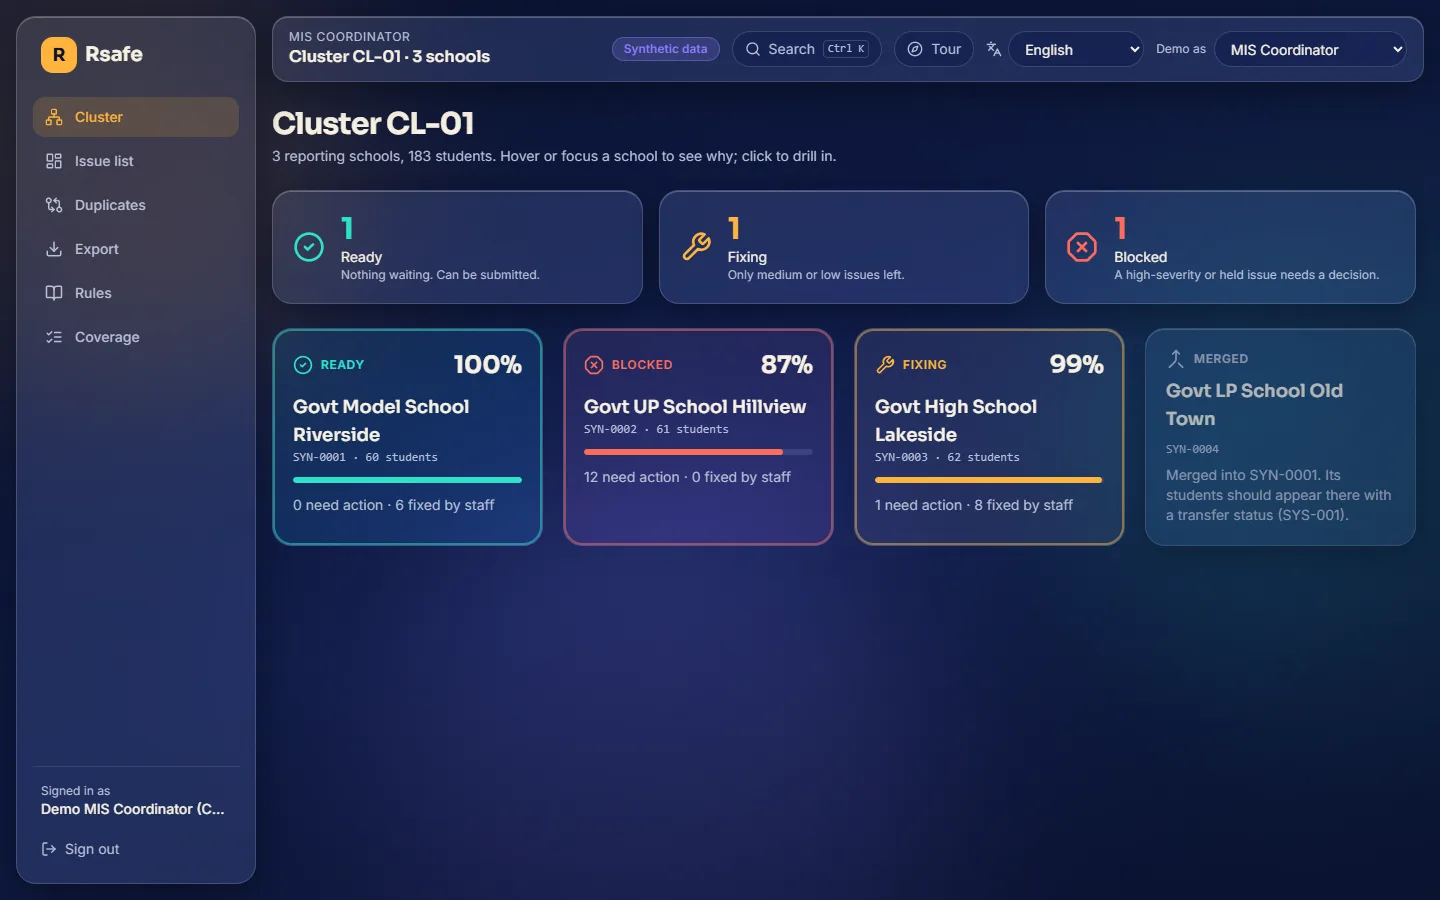 R Rsafe
Cluster
Issue list
Duplicates
Export
Rules
Coverage
Signed in as
Demo MIS Coordinator (C...
Sign out
MIS COORDINATOR
Cluster CL-01 · 3 schools
Synthetic data
Search Ctrl K
Tour
English
Demo as
MIS Coordinator
Cluster CL-01
3 reporting schools, 183 students. Hover or focus a school to see why; click to drill in.
1
Ready
Nothing waiting. Can be submitted.
1
Fixing
Only medium or low issues left.
1
Blocked
A high-severity or held issue needs a decision.
READY 100%
Govt Model School
Riverside
SYN-0001 · 60 students
0 need action · 6 fixed by staff
BLOCKED 87%
Govt UP School Hillview
SYN-0002 · 61 students
12 need action · 0 fixed by staff
FIXING 99%
Govt High School
Lakeside
SYN-0003 · 62 students
1 need action · 8 fixed by staff
MERGED
Govt LP School Old
Town
SYN-0004
Merged into SYN-0001. Its
students should appear there with
a transfer status (SYS-001).